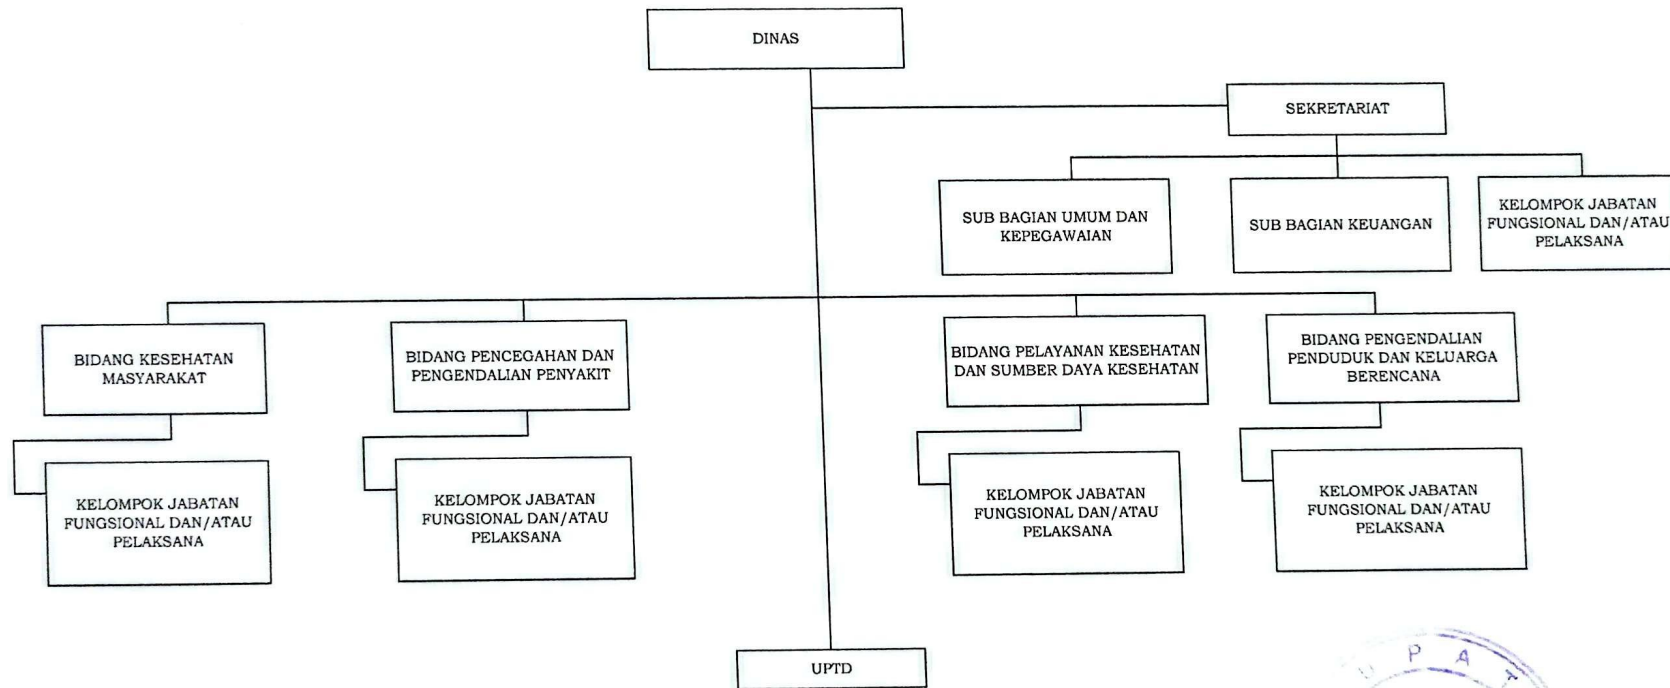 DINAS
SEKRETARIAT
SUB BAGIAN UMUM DAN
KEPEGAWAIAN
SUB BAGIAN KEUANGAN
KELOMPOK JABATAN
FUNGSIONAL DAN/ATAU
PELAKSANA
BIDANG KESEHATAN
MASYARAKAT
BIDANG PENCEGAHAN DAN
PENGENDALIAN PENYAKIT
BIDANG PELAYANAN KESEHATAN
DAN SUMBER DAYA KESEHATAN
BIDANG PENGENDALIAN
PENDUDUK DAN KELUARGA
BERENCANA
KELOMPOK JABATAN
FUNGSIONAL DAN/ATAU
PELAKSANA
KELOMPOK JABATAN
FUNGSIONAL DAN/ATAU
PELAKSANA
KELOMPOK JABATAN
FUNGSIONAL DAN/ATAU
PELAKSANA
KELOMPOK JABATAN
FUNGSIONAL DAN/ATAU
PELAKSANA
UPTD